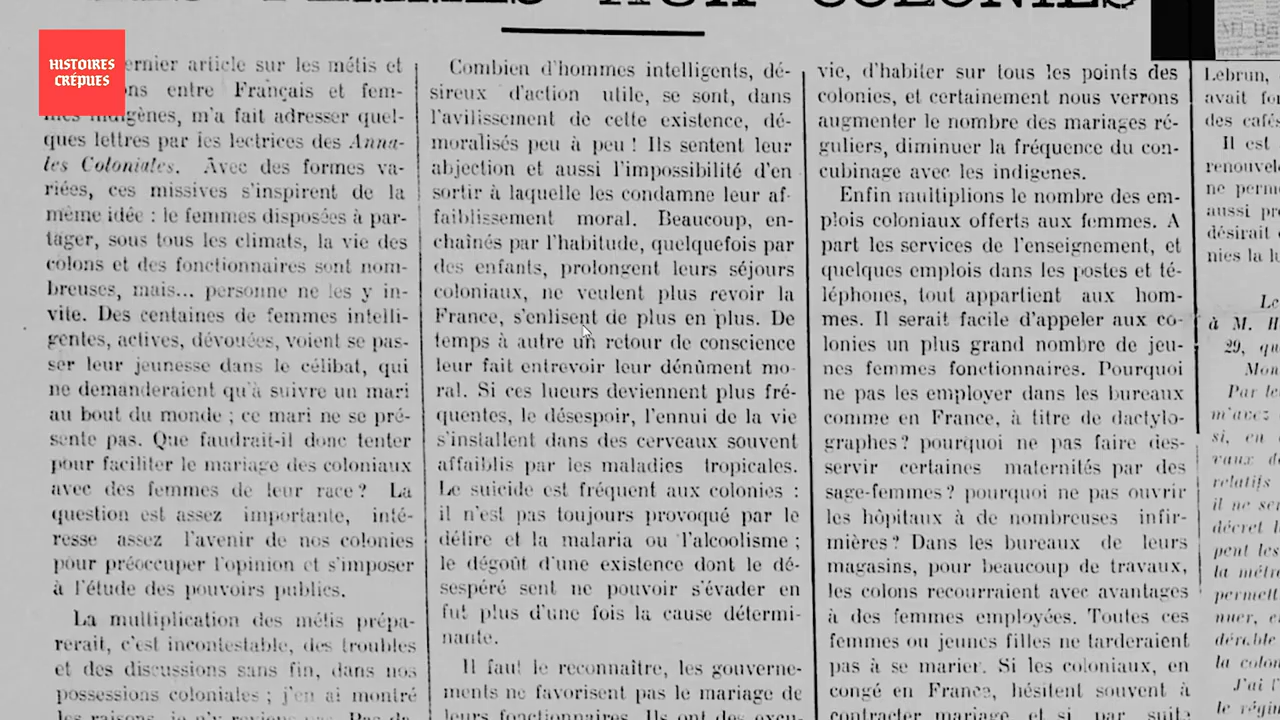 LES FEMMES AUX COLONIES
HISTOIRES
CRÉPUES
ernier article sur les métis et
ons entre Français et fem-
mes indigènes, m'a fait adresser quel-
ques lettres par les lectrices des Anna-
les Coloniales. Avec des formes va-
riées, ces missives s'inspirent de la
même idée : le femmes disposées à par-
tager, sous tous les climats, la vie des
colons et des fonctionnaires sont nom-
breuses, mais... personne ne les y in-
vite. Des centaines de femmes intelli-
gentes, actives, dévouées, voient se pas-
ser leur jeunesse dans le célibat, qui
ne demanderaient qu'à suivre un mari
au bout du monde ; ce mari ne se pré-
sente pas. Que faudrait-il donc tenter
pour faciliter le mariage des coloniaux
avec des femmes de leur race? La
question est assez importante, inté-
resse assez l'avenir de nos colonies
pour préoccuper l'opinion et s'imposer
à l'étude des pouvoirs publics.
La multiplication des métis prépa-
rerait, c'est incontestable, des troubles
et des discussions sans fin, dans nos
possessions coloniales ; j'en ai montré
les raisons, je n'y reviens pas. Pas de
Combien d'hommes intelligents, dé-
sireux d'action utile, se sont, dans
l'avilissement de cette existence, dé-
moralisés peu à peu ! Ils sentent leur
abjection et aussi l'impossibilité d'en
sortir à laquelle les condamne leur af-
faiblissement moral. Beaucoup, en-
chaînés par l'habitude, quelquefois par
des enfants, prolongent leurs séjours
coloniaux, ne veulent plus revoir la
France, s'enlisent de plus en plus. De
temps à autre un retour de conscience
leur fait entrevoir leur dénûment mo-
ral. Si ces lueurs deviennent plus fré-
quentes, le désespoir, l'ennui de la vie
s'installent dans des cerveaux souvent
affaiblis par les maladies tropicales.
Le suicide est fréquent aux colonies :
il n'est pas toujours provoqué par le
délire et la malaria ou l'alcoolisme ;
le dégoût d'une existence dont le dé-
sespéré sent ne pouvoir s'évader en
fut plus d'une fois la cause détermi-
nante.
Il faut le reconnaître, les gouverne-
ments ne favorisent pas le mariage de
leurs fonctionnaires. Ils ont des
vie, d'habiter sur tous les points des
colonies, et certainement nous verrons
augmenter le nombre des mariages ré-
guliers, diminuer la fréquence du con-
cubinage avec les indigenes.
Enfin multiplions le nombre des em-
plois coloniaux offerts aux femmes. A
part les services de l'enseignement, et
quelques emplois dans les postes et té-
léphones, tout appartient aux hom-
mes. Il serait facile d'appeler aux co-
lonies un plus grand nombre de jeu-
nes femmes fonctionnaires. Pourquoi
ne pas les employer dans les bureaux
comme en France, à titre de dactylo-
graphes? pourquoi ne pas faire des-
servir certaines maternités par des
sage-femmes? pourquoi ne pas ouvrir
les hôpitaux à de nombreuses infir-
mières? Dans les bureaux de leurs
magasins, pour beaucoup de travaux,
les colons recourraient avec avantages
à des femmes employées. Toutes ces
femmes ou jeunes filles ne tarderaient
pas à se marier. Si les coloniaux, en
congé en France, hésitent souvent à
contracter mariage et si, par suite
Lebrun,
avait
des cafés
Il est
renouvel
ne perm
aussi pr
désirait
nies la
Le
à M. H
29, qu
Mon
Par le
m'avez
si, en
raux d
relatifs
il ne se
décret
peut les
la métr
permett
nuer, e
dérable
la colon
J'ai l'
le régi